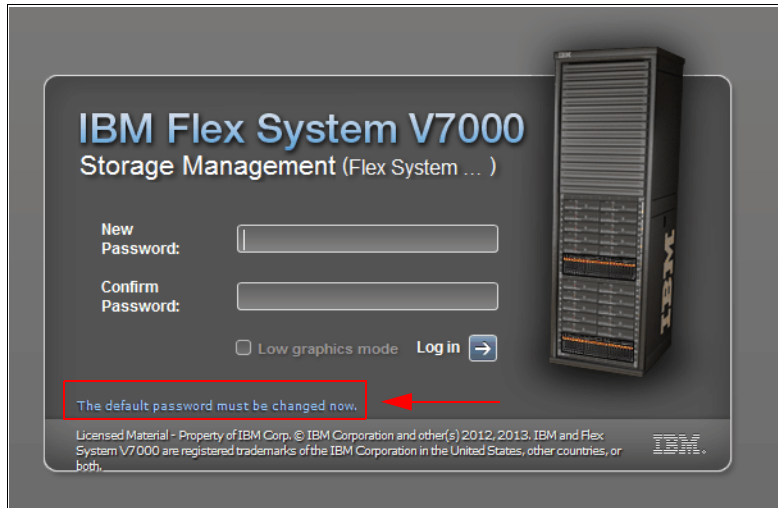 IBM Flex System V7000
Storage Management (Flex System ... )
New
Password:
Confirm
Password:
Low graphics mode Log in
The default password must be changed now.
Licensed Material - Property of IBM Corp. © IBM Corporation and other(s) 2012, 2013. IBM and Flex
System V7000 are registered trademarks of the IBM Corporation in the United States, other countries, or
both.
IBM.
IBM
IBM